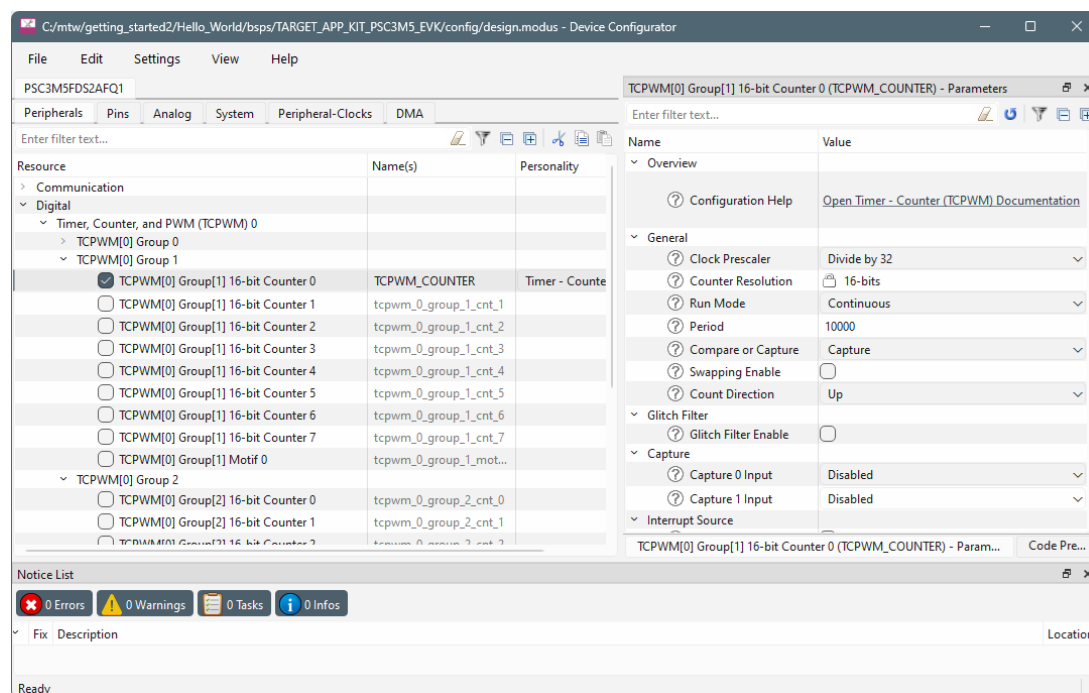 C:/mtw/getting_started2/Hello_World/bsps/TARGET_APP_KIT_PSC3M5_EVK/config/design.modus - Device Configurator
File Edit Settings View Help
PSC3M5FDS2AFQ1
Peripherals Pins Analog System Peripheral-Clocks DMA
Enter filter text...
Resource Name(s) Personality
Communication
Digital
Timer, Counter, and PWM (TCPWM) 0
TCPWM[0] Group 0
TCPWM[0] Group 1
TCPWM[0] Group[1] 16-bit Counter 0 TCPWM_COUNTER Timer - Counte
TCPWM[0] Group[1] 16-bit Counter 1 tcpwm_0_group_1_cnt_1
TCPWM[0] Group[1] 16-bit Counter 2 tcpwm_0_group_1_cnt_2
TCPWM[0] Group[1] 16-bit Counter 3 tcpwm_0_group_1_cnt_3
TCPWM[0] Group[1] 16-bit Counter 4 tcpwm_0_group_1_cnt_4
TCPWM[0] Group[1] 16-bit Counter 5 tcpwm_0_group_1_cnt_5
TCPWM[0] Group[1] 16-bit Counter 6 tcpwm_0_group_1_cnt_6
TCPWM[0] Group[1] 16-bit Counter 7 tcpwm_0_group_1_cnt_7
TCPWM[0] Group[1] Motif 0 tcpwm_0_group_1_mot...
TCPWM[0] Group 2
TCPWM[0] Group[2] 16-bit Counter 0 tcpwm_0_group_2_cnt_0
TCPWM[0] Group[2] 16-bit Counter 1 tcpwm_0_group_2_cnt_1
TCPWM[0] Group[2] 16-bit Counter 2 tcpwm_0_group_2_cnt_2
TCPWM[0] Group[1] 16-bit Counter 0 (TCPWM_COUNTER) - Parameters
Enter filter text...
Name Value
Overview
Configuration Help Open Timer - Counter (TCPWM) Documentation
General
Clock Prescaler Divide by 32
Counter Resolution 16-bits
Run Mode Continuous
Period 10000
Compare or Capture Capture
Swapping Enable
Count Direction Up
Glitch Filter
Glitch Filter Enable
Capture
Capture 0 Input Disabled
Capture 1 Input Disabled
Interrupt Source
TCPWM[0] Group[1] 16-bit Counter 0 (TCPWM_COUNTER) - Param... Code Pre...
Notice List
0 Errors 0 Warnings 0 Tasks 0 Infos
Fix Description Location
Ready